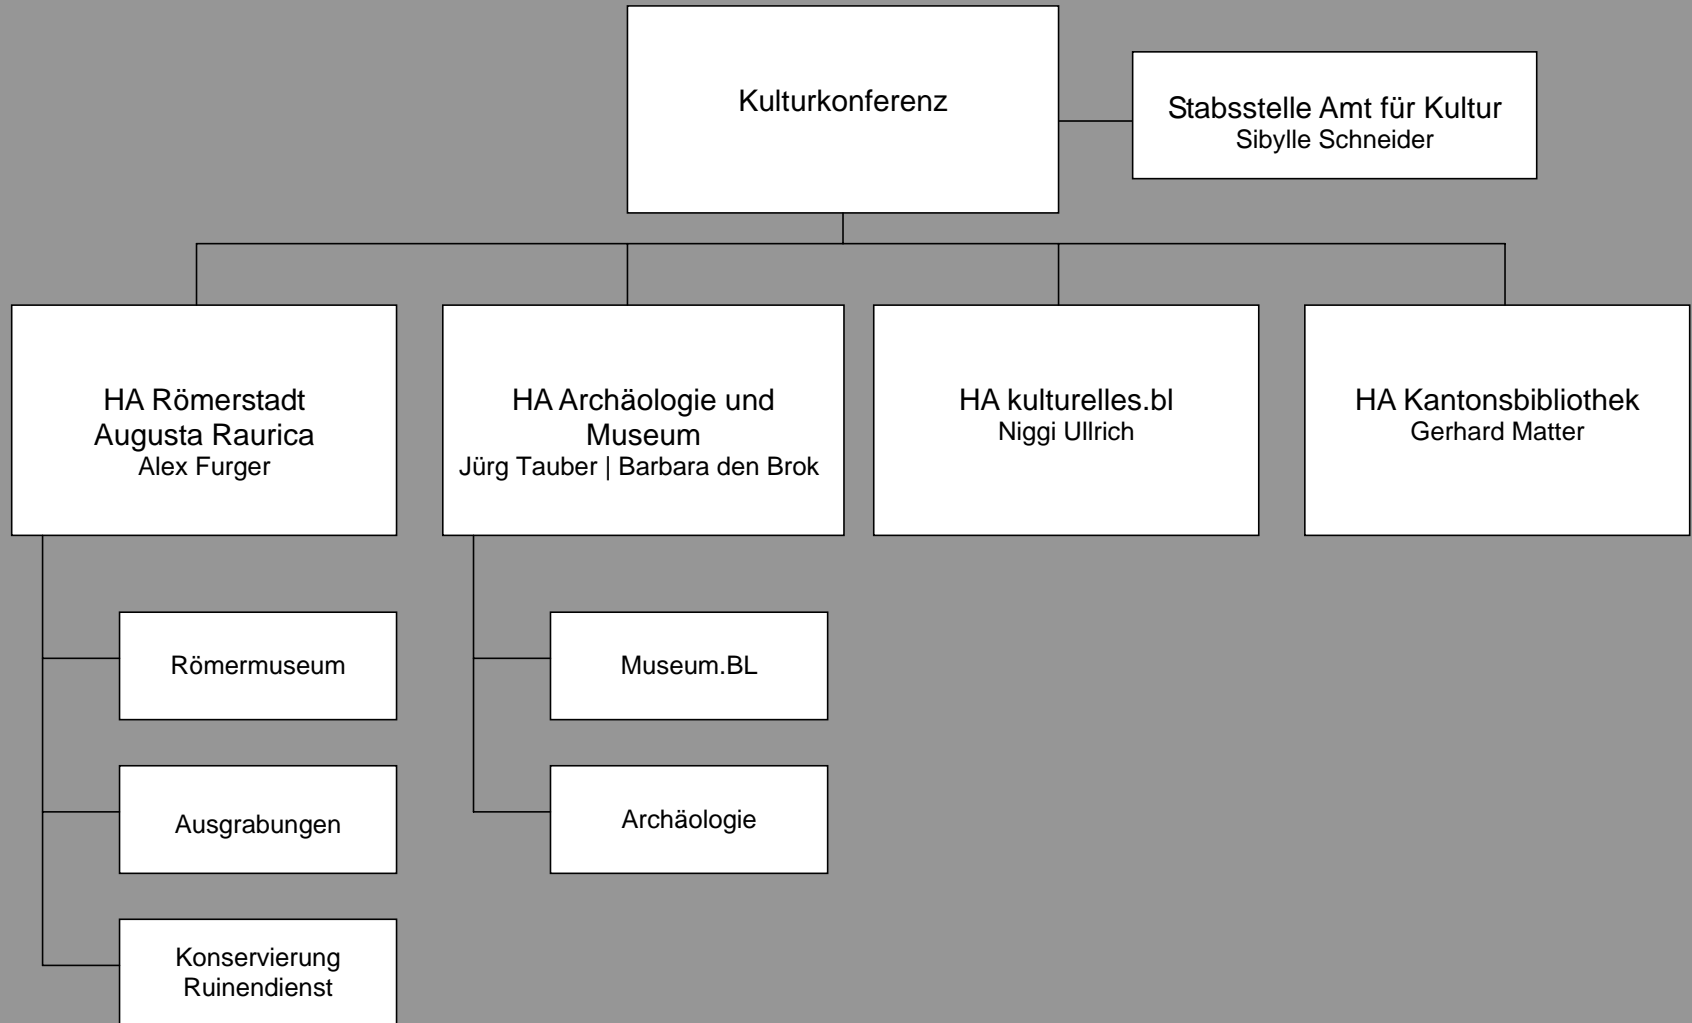 Kulturkonferenz
Stabsstelle Amt für Kultur
Sibylle Schneider
HA Römerstadt
Augusta Raurica
Alex Furger
HA Archäologie und
Museum
Jürg Tauber | Barbara den Brok
HA kulturelles.bl
Niggi Ullrich
HA Kantonsbibliothek
Gerhard Matter
Römermuseum
Ausgrabungen
Konservierung
Ruinendienst
Museum.BL
Archäologie